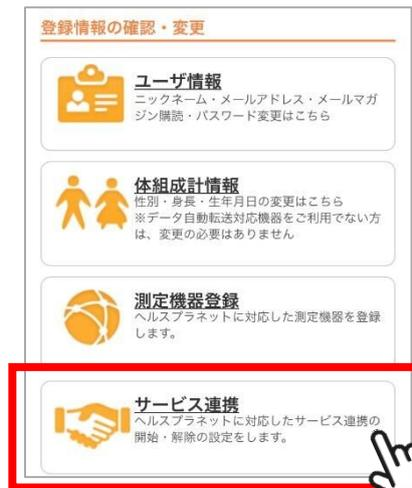 登録情報の確認・変更
ユーザ情報
ニックネーム・メールアドレス・メールマガ
ジン購読・パスワード変更はこちら
体組成計情報
性別・身長・生年月日の変更はこちら
※データ自動転送対応機器をご利用でない方
は、変更の必要はありません
測定機器登録
ヘルスプラネットに対応した測定機器を登録
します。
サービス連携
ヘルスプラネットに対応したサービス連携の
開始・解除の設定をします。